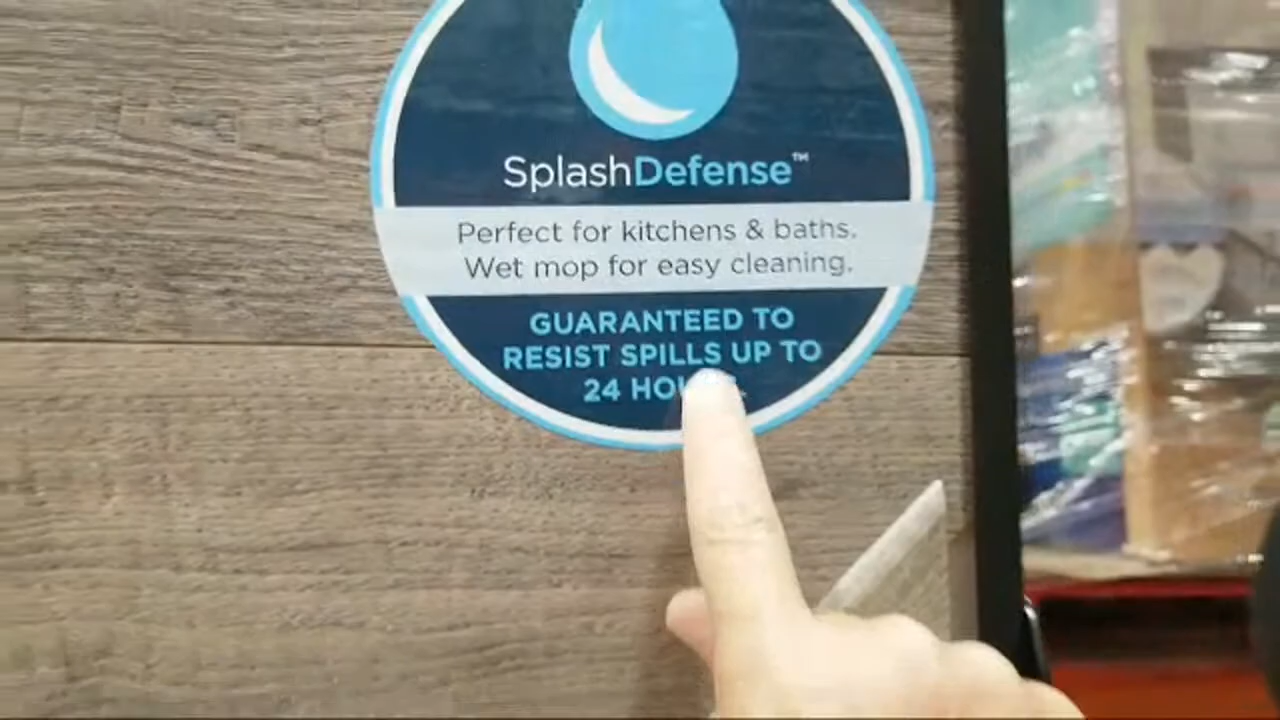 SplashDefense™
Perfect for kitchens & baths.
Wet mop for easy cleaning.
GUARANTEED TO
RESIST SPILLS UP TO
24